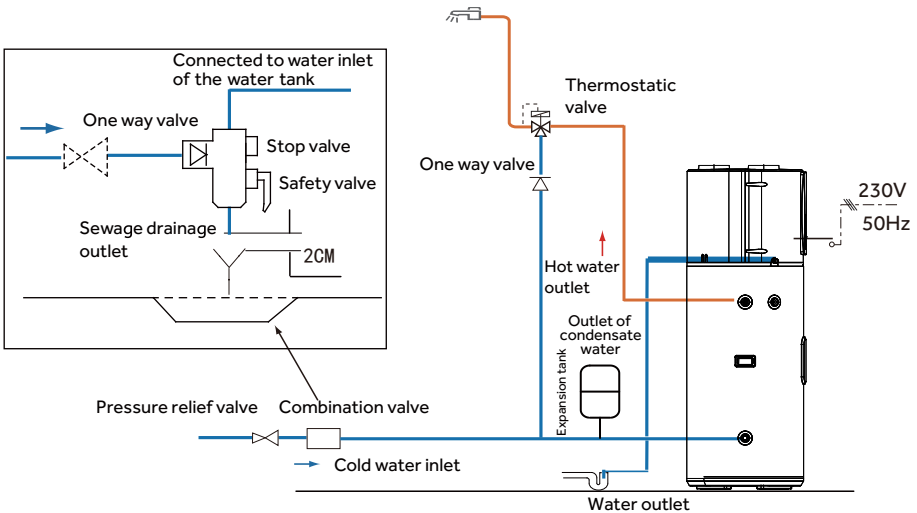 Connected to water inlet
of the water tank
One way valve
Stop valve
Safety valve
Sewage drainage
outlet
2CM
Thermostatic
valve
One way valve
230V
50Hz
Hot water
outlet
Outlet of
condensate
water
Expansion tank
Pressure relief valve
Combination valve
Cold water inlet
Water outlet